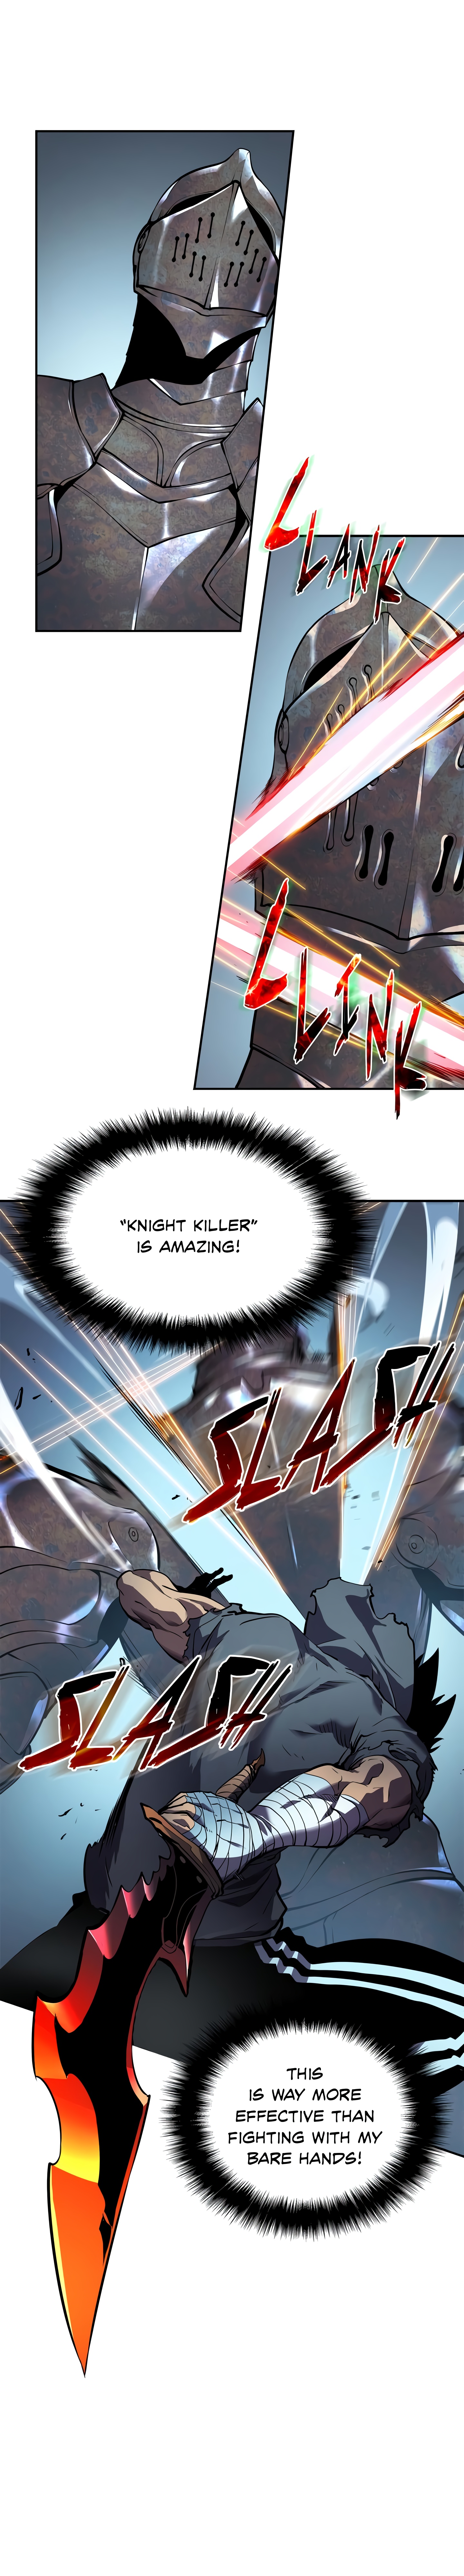 CLANK
CLINK
"KNIGHT KILLER"
IS AMAZING!
SLASH
SLASH
THIS
IS WAY MORE
EFFECTIVE THAN
FIGHTING WITH MY
BARE HANDS!